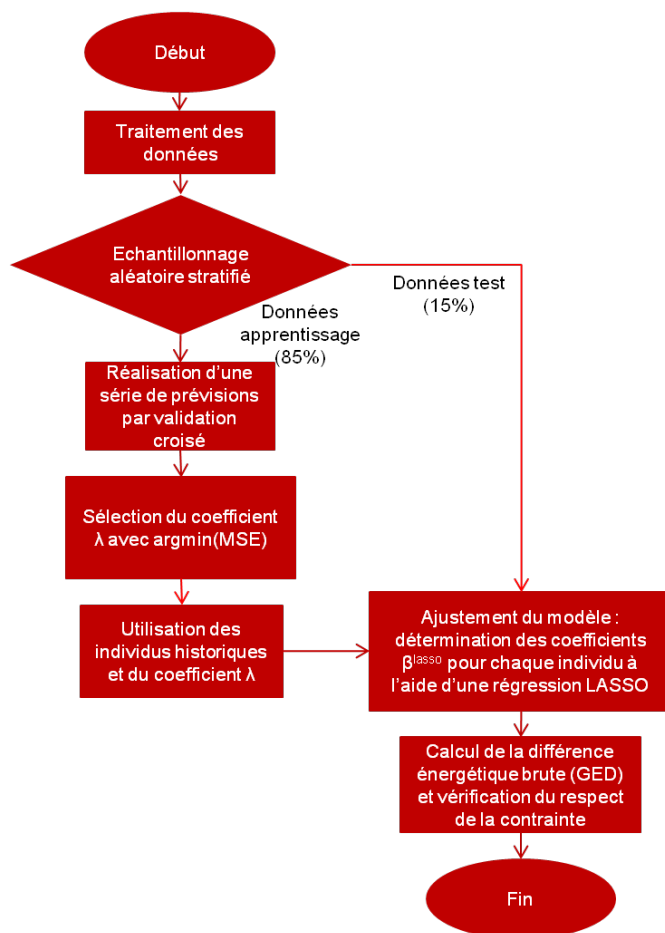 Début
Traitement des
données
Echantillonnage
aléatoire stratifié
Données test
(15%)
Données
apprentissage
(85%)
Réalisation d'une
série de prévisions
par validation
croisé
Sélection du coefficient
λ avec argmin(MSE)
Utilisation des
individus historiques
et du coefficient λ
Ajustement du modèle :
détermination des coefficients
β^lasso pour chaque individu à
l'aide d'une régression LASSO
Calcul de la différence
énergétique brute (GED)
et vérification du respect
de la contrainte
Fin